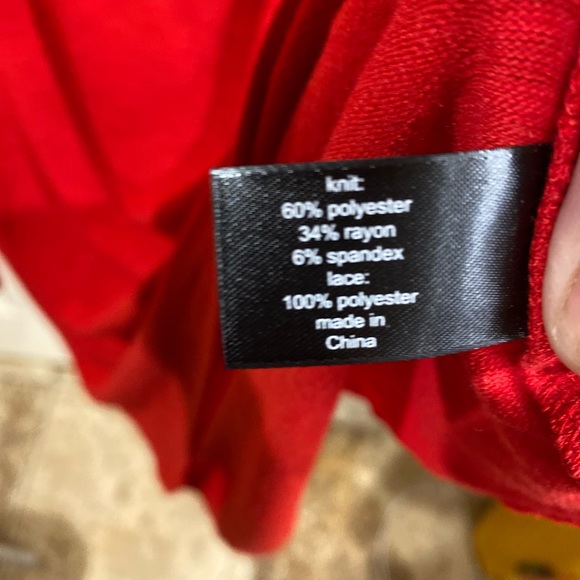 knit:
60% polyester
34% rayon
6% spandex
lace:
100% polyester
made in
China